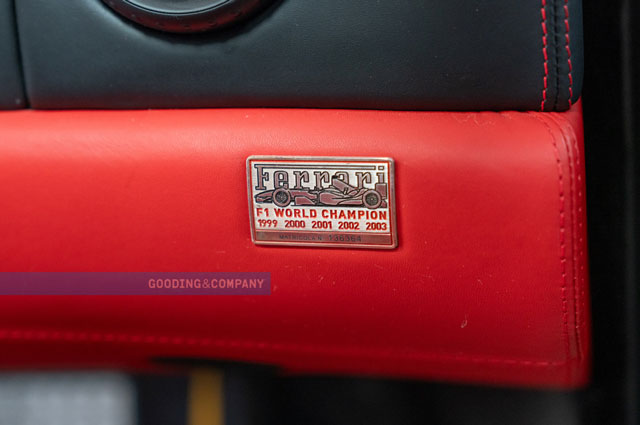 Ferrari
F1 WORLD CHAMPION
1999 2000 2001 2002 2003
GOODING&COMPANY